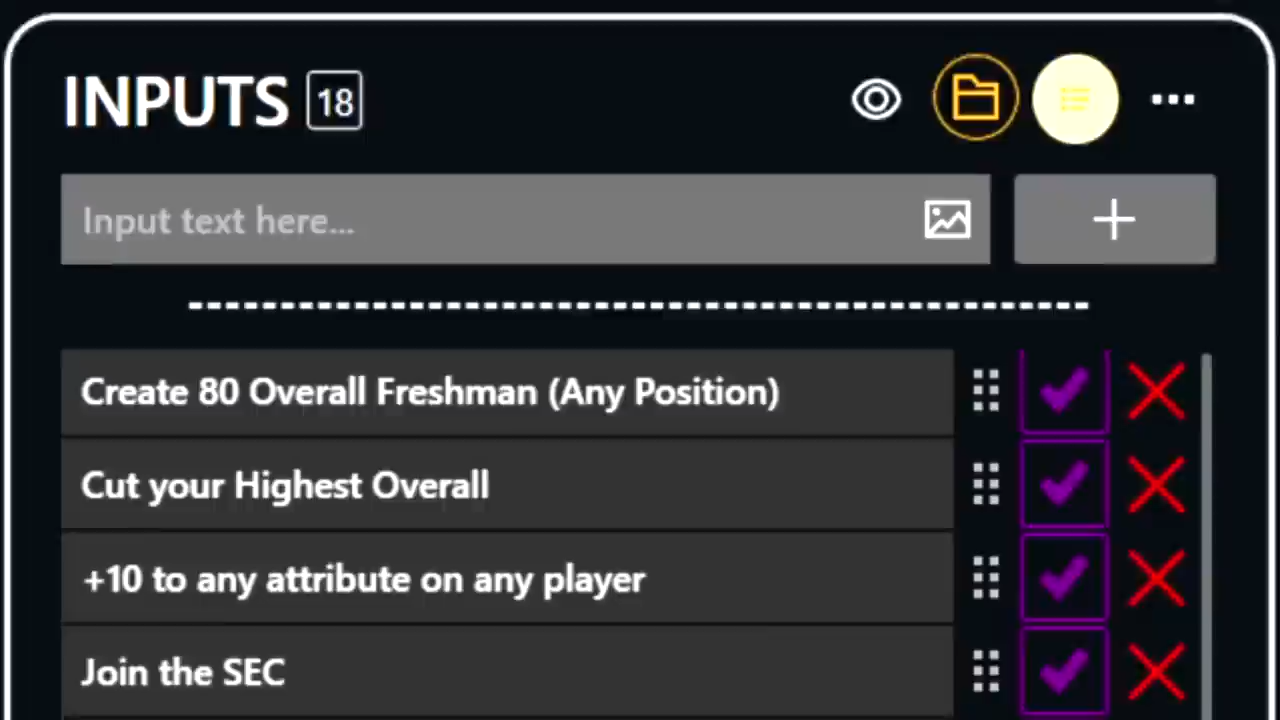 INPUTS 18
Input text here...
Create 80 Overall Freshman (Any Position)
Cut your Highest Overall
+10 to any attribute on any player
Join the SEC